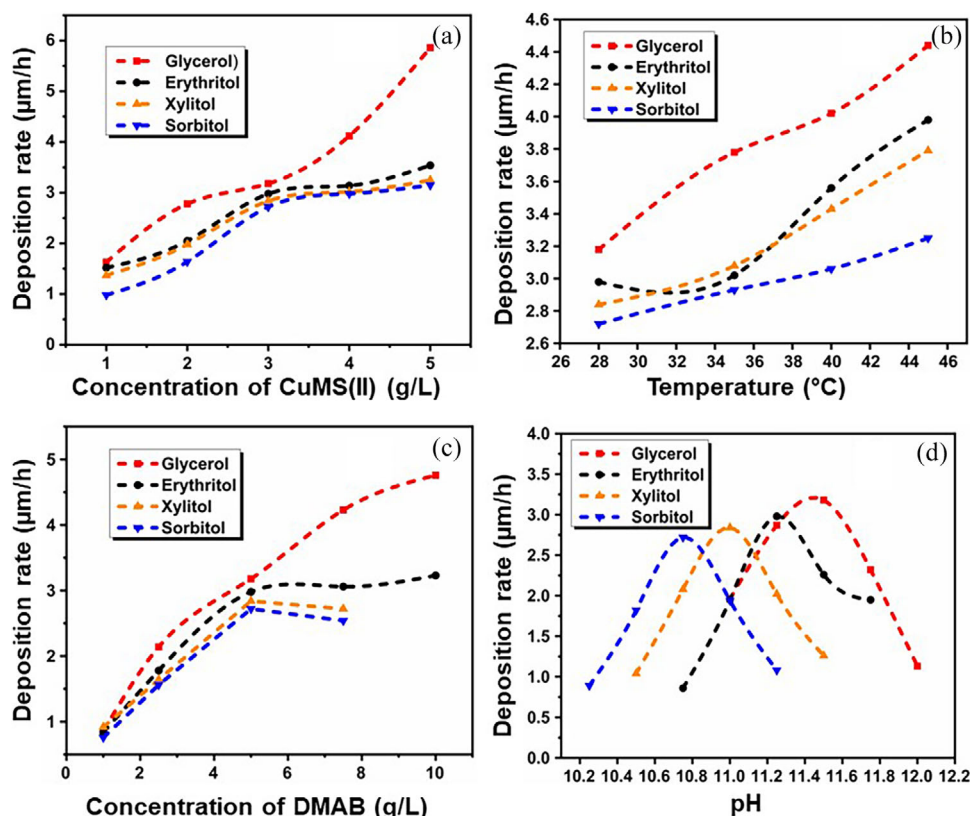 (a)
Deposition rate (µm/h)
6
5
4
3
2
1
0
Glycerol)
Erythritol
Xylitol
Sorbitol
1 2 3 4 5
Concentration of CuMS(II) (g/L)
(b)
Deposition rate (µm/h)
4.6
4.4
4.2
4.0
3.8
3.6
3.4
3.2
3.0
2.8
2.6
Glycerol
Erythritol
Xylitol
Sorbitol
26 28 30 32 34 36 38 40 42 44 46
Temperature (°C)
(c)
Deposition rate (µm/h)
5
4
3
2
1
Glycerol
Erythritol
Xylitol
Sorbitol
0 2 4 6 8 10
Concentration of DMAB (g/L)
(d)
Deposition rate (µm/h)
4.0
3.5
3.0
2.5
2.0
1.5
1.0
0.5
0.0
Glycerol
Erythritol
Xylitol
Sorbitol
10.2 10.4 10.6 10.8 11.0 11.2 11.4 11.6 11.8 12.0 12.2
pH